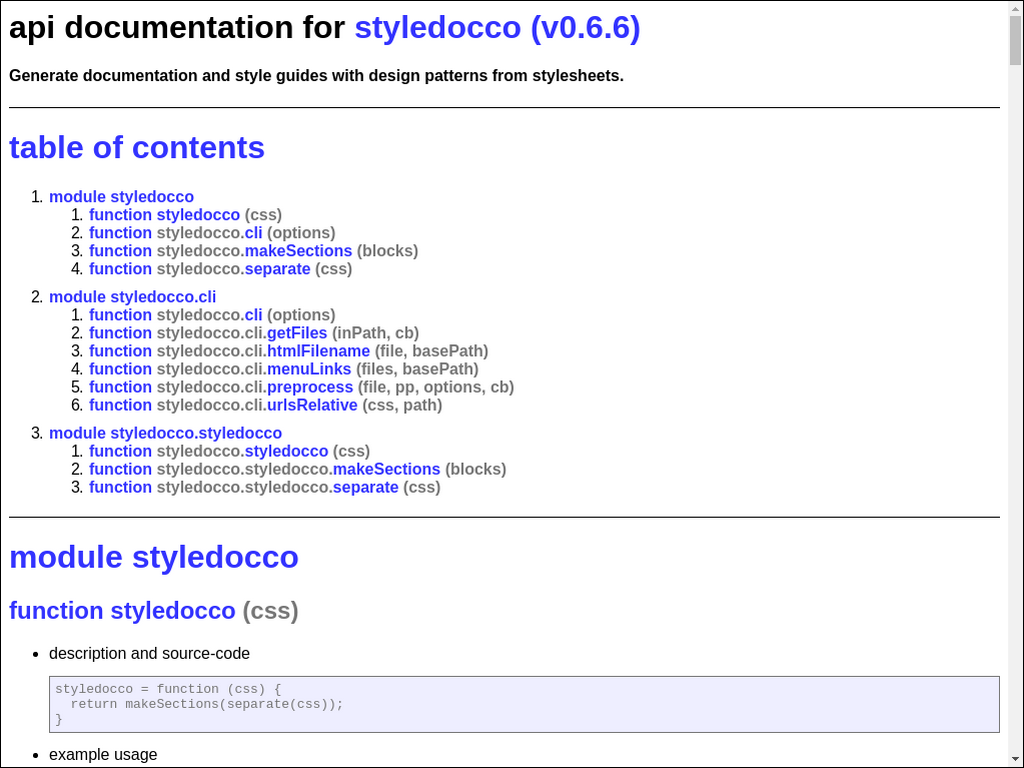 api documentation for styledocco (v0.6.6)
Generate documentation and style guides with design patterns from stylesheets.
table of contents
1. module styledocco
1. function styledocco (css)
2. function styledocco.cli (options)
3. function styledocco.makeSections (blocks)
4. function styledocco.separate (css)
2. module styledocco.cli
1. function styledocco.cli (options)
2. function styledocco.cli.getFiles (inPath, cb)
3. function styledocco.cli.htmlFilename (file, basePath)
4. function styledocco.cli.menuLinks (files, basePath)
5. function styledocco.cli.preprocess (file, pp, options, cb)
6. function styledocco.cli.urlsRelative (css, path)
3. module styledocco.styledocco
1. function styledocco.styledocco (css)
2. function styledocco.styledocco.makeSections (blocks)
3. function styledocco.styledocco.separate (css)
module styledocco
function styledocco (css)
• description and source-code
styledocco = function (css) {
  return makeSections(separate(css));
}
• example usage